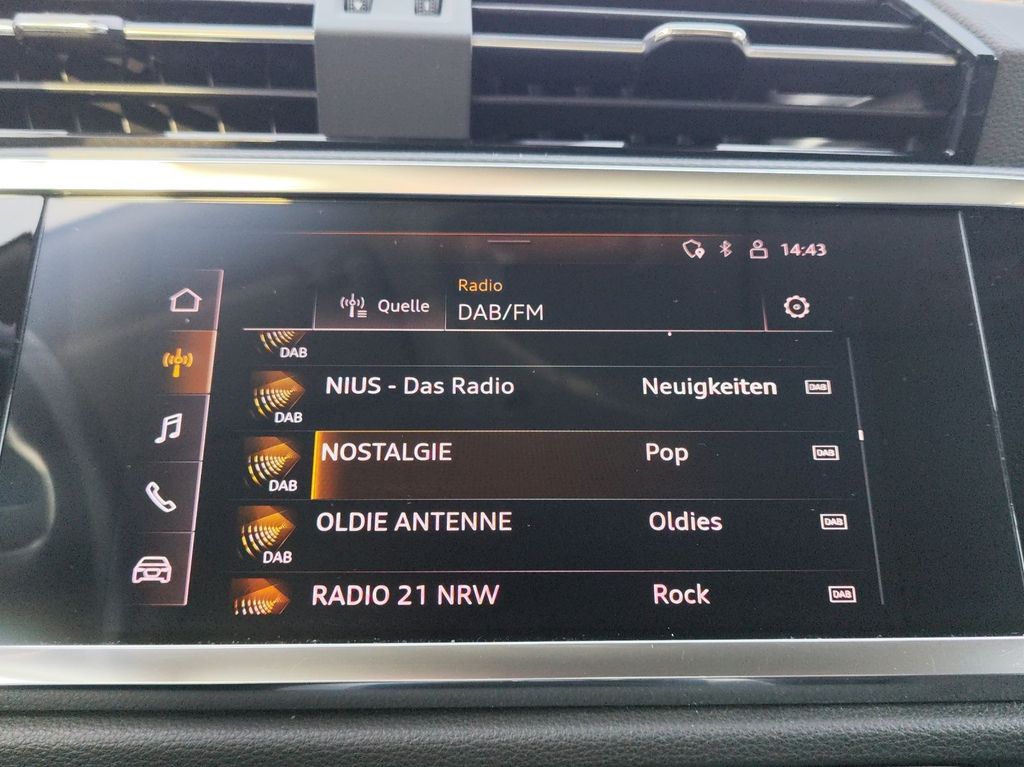 14:43
Quelle
Radio
DAB/FM
DAB
NIUS - Das Radio Neuigkeiten DAB
DAB
NOSTALGIE Pop DAB
DAB
OLDIE ANTENNE Oldies DAB
DAB
RADIO 21 NRW Rock DAB